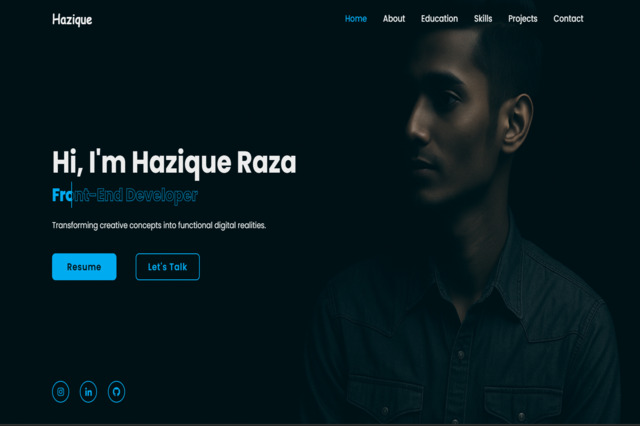 Hazique
Home About Education Skills Projects Contact
Hi, I'm Hazique Raza
Front-End Developer
Transforming creative concepts into functional digital realities.
Resume Let's Talk
in